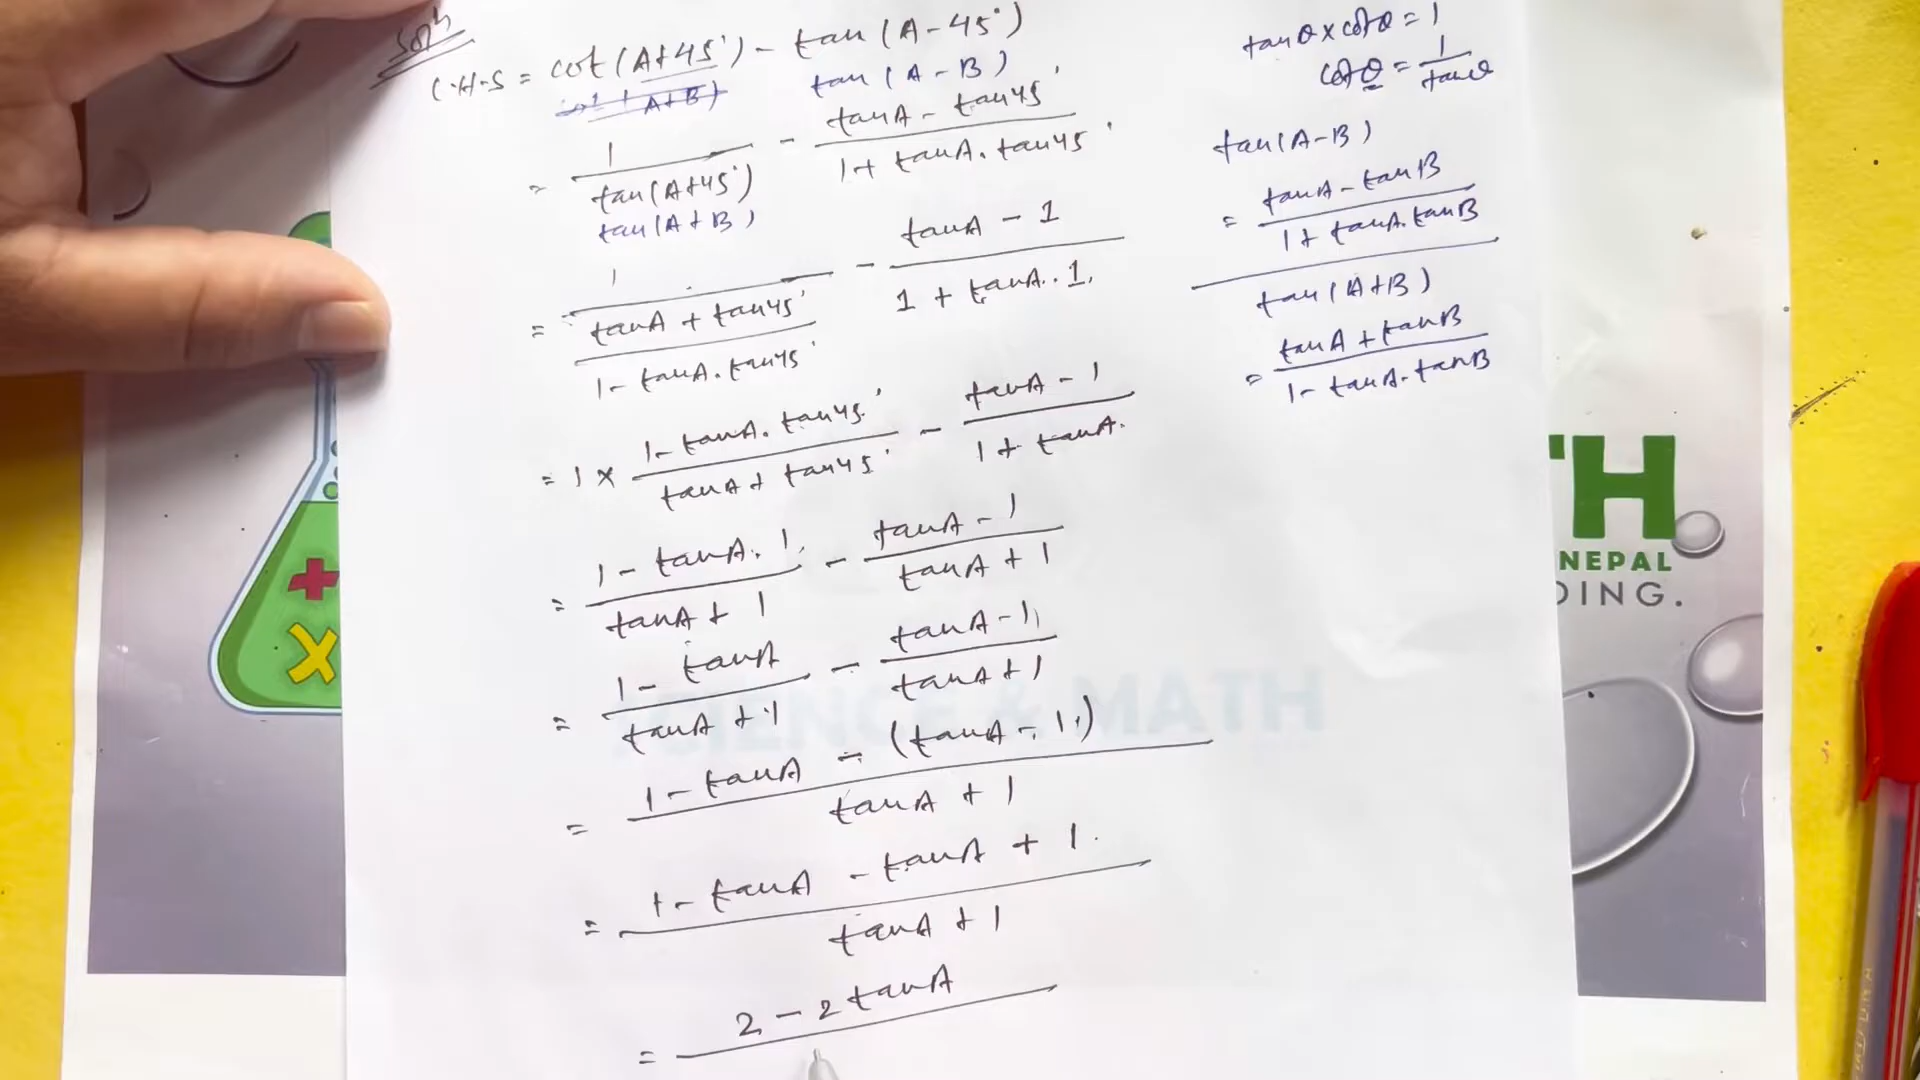 Solⁿ
L.H.S = cot(A+45°) - tan(A-45°)
tan(A-B)
= 1/tan(A+45°) - (tanA - tan45°)/(1+ tanA. tan45°)
tan(A+B)
= 1/((tanA + tan45°)/(1- tanA. tan45°)) - (tanA - 1)/(1 + tanA. 1)
= 1 × (1- tanA. tan45°)/(tanA + tan45°) - (tanA - 1)/(1 + tanA.)
= (1 - tanA. 1)/(tanA + 1) - (tanA - 1)/(tanA + 1)
= (1 - tanA)/(tanA + 1) - (tanA - 1)/(tanA + 1)
= (1 - tanA - (tanA - 1))/(tanA + 1)
= (1 - tanA - tanA + 1)/(tanA + 1)
= 2 - 2tanA
tanθ × cotθ = 1
cotθ = 1/tanθ
tan(A-B)
= (tanA - tanB)/(1+ tanA. tanB)
tan(A+B)
= (tanA + tanB)/(1- tanA. tanB)
TH
NEPAL
DING.
SCIENCE & MATH